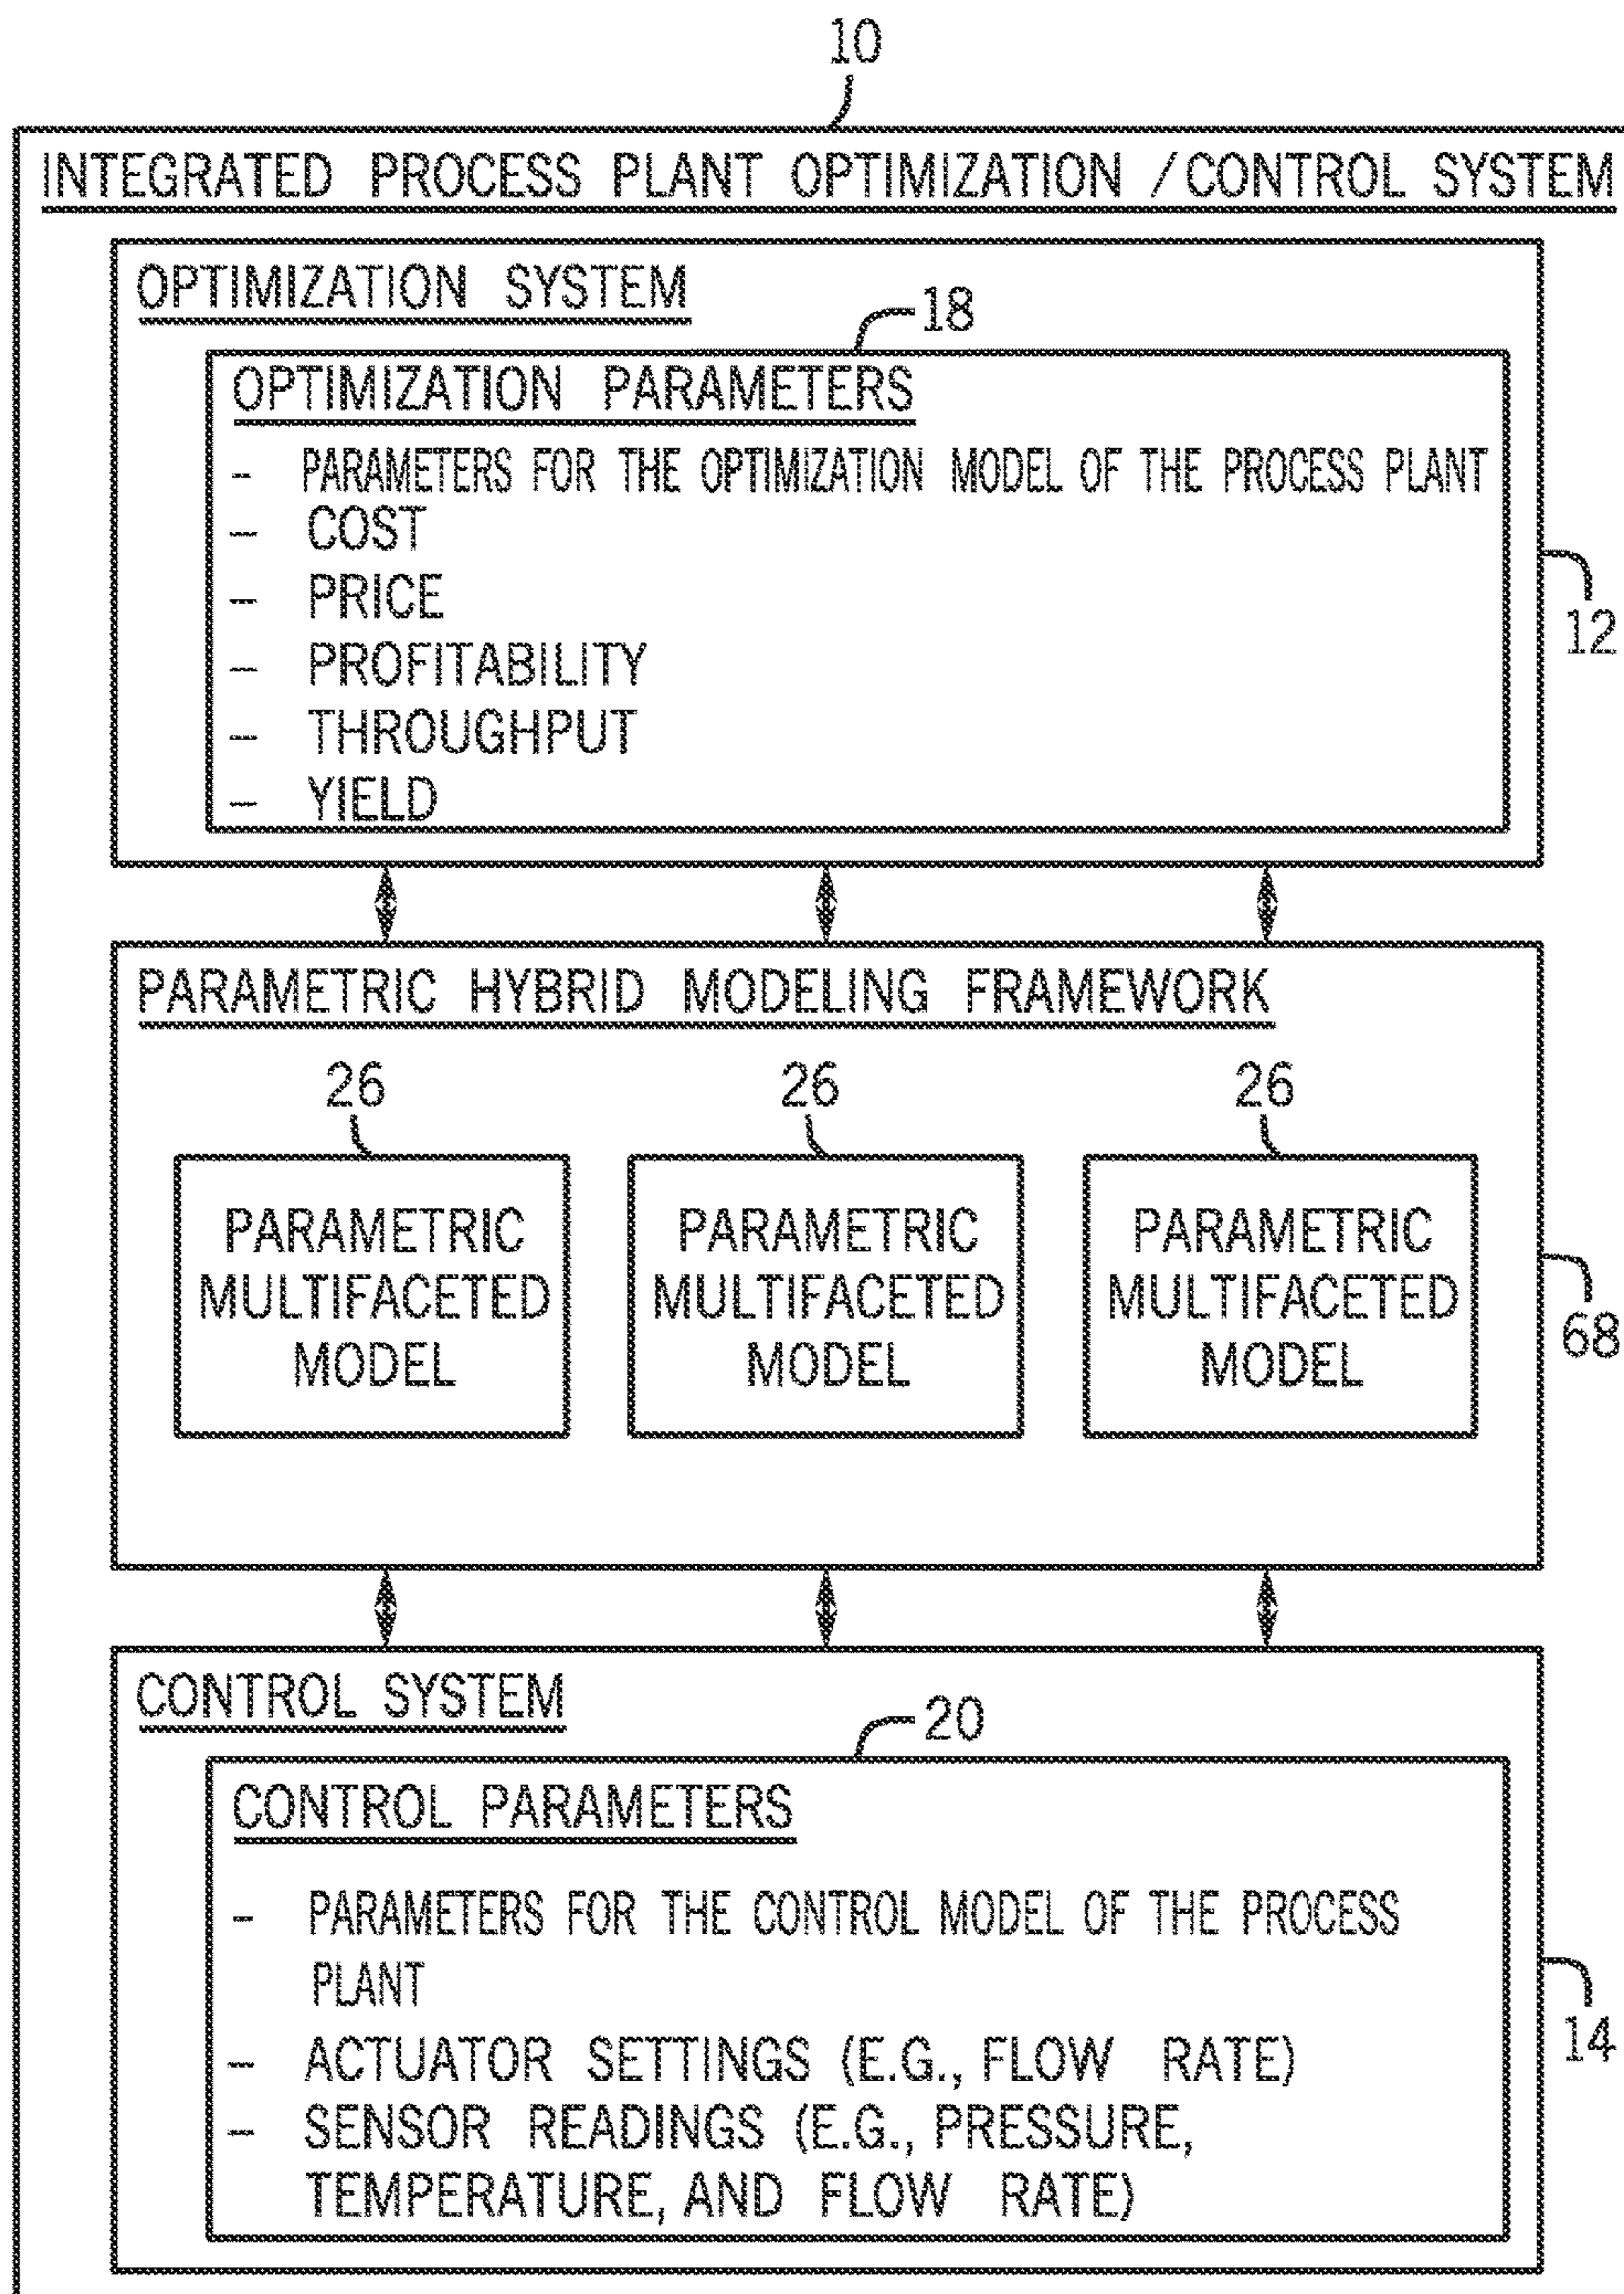 10
INTEGRATED PROCESS PLANT OPTIMIZATION / CONTROL SYSTEM
OPTIMIZATION SYSTEM
18
OPTIMIZATION PARAMETERS
- PARAMETERS FOR THE OPTIMIZATION MODEL OF THE PROCESS PLANT
- COST
- PRICE
- PROFITABILITY
- THROUGHPUT
- YIELD
12
PARAMETRIC HYBRID MODELING FRAMEWORK
26 26 26
PARAMETRIC PARAMETRIC PARAMETRIC
MULTIFACETED MULTIFACETED MULTIFACETED
MODEL MODEL MODEL
68
CONTROL SYSTEM
20
CONTROL PARAMETERS
- PARAMETERS FOR THE CONTROL MODEL OF THE PROCESS
PLANT
- ACTUATOR SETTINGS (E.G., FLOW RATE)
- SENSOR READINGS (E.G., PRESSURE,
TEMPERATURE, AND FLOW RATE)
14